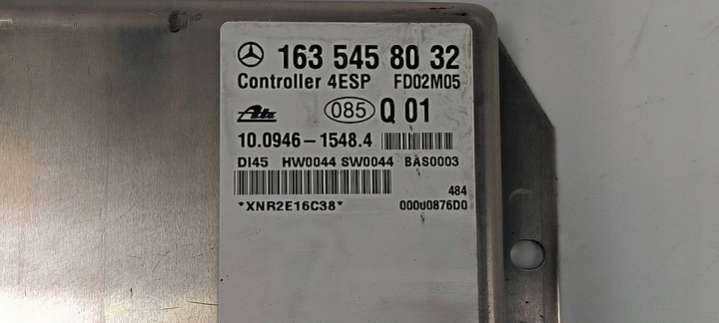 163 545 80 32
Controller 4ESP FD02M05
Ate 085 Q 01
10.0946-1548.4
DI45 HW0044 SW0044 BAS0003
484
*XNR2E16C38* 00000876D0